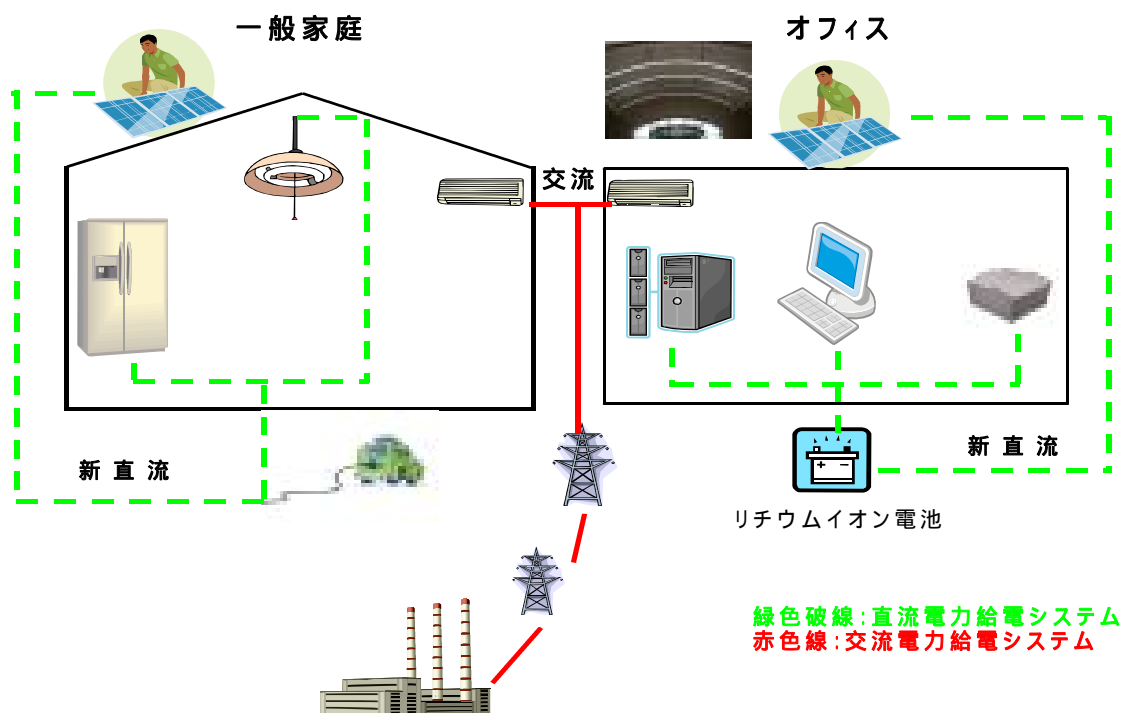 一般家庭
オフィス
交流
新直流
新直流
リチウムイオン電池
緑色破線:直流電力給電システム
赤色線:交流電力給電システム